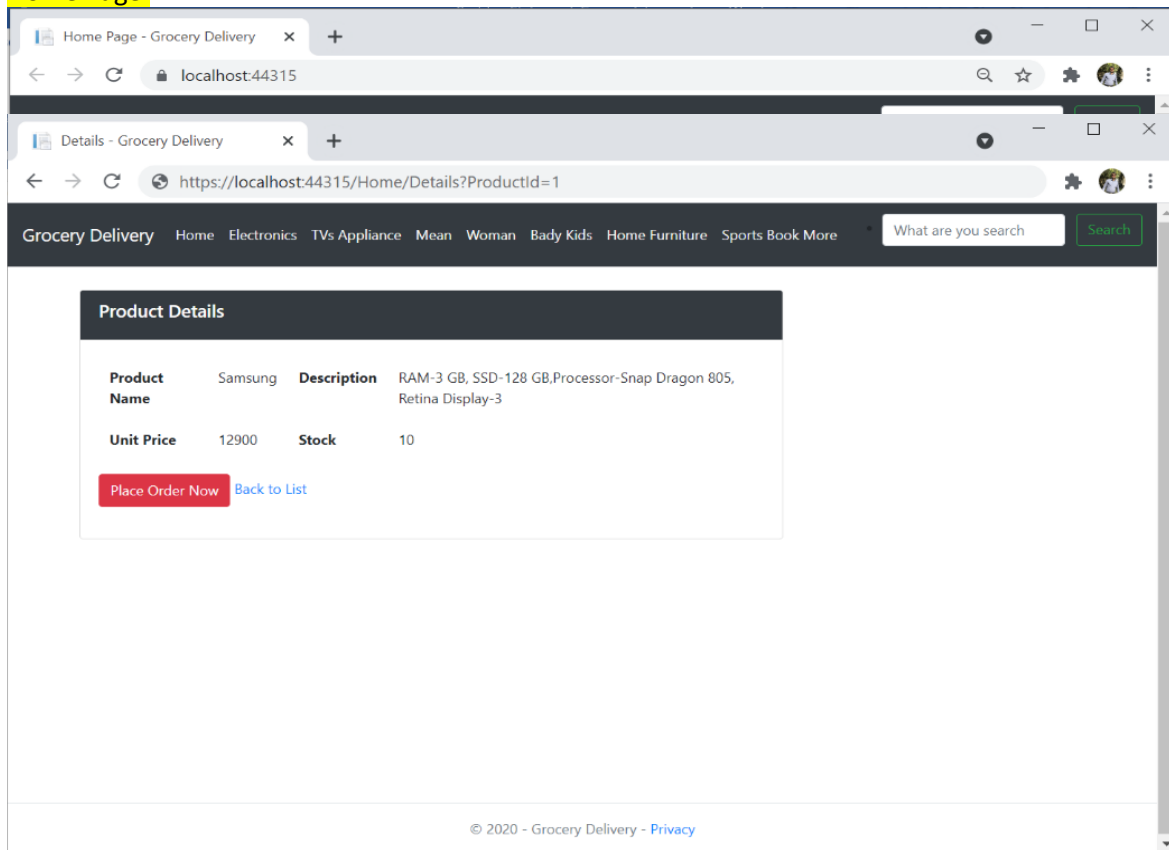 Home Page - Grocery Delivery
localhost:44315
Details - Grocery Delivery
https://localhost:44315/Home/Details?ProductId=1
Grocery Delivery Home Electronics TVs Appliance Mean Woman Bady Kids Home Furniture Sports Book More What are you search Search
Product Details
Product Name Samsung Description RAM-3 GB, SSD-128 GB,Processor-Snap Dragon 805,
Retina Display-3
Unit Price 12900 Stock 10
Place Order Now Back to List
© 2020 - Grocery Delivery - Privacy